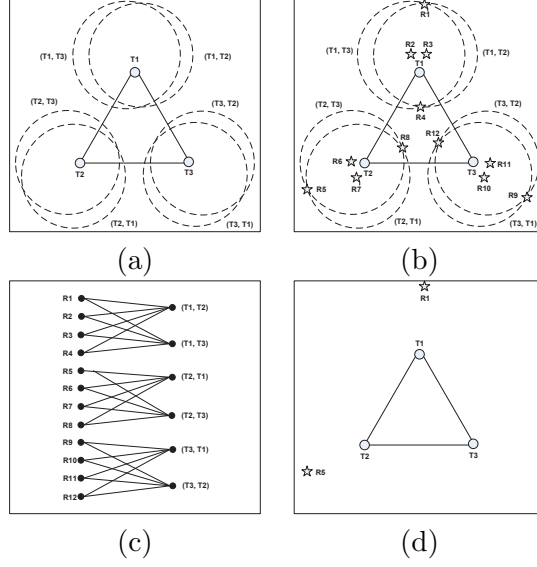 (T1, T3)
(T1, T2)
T1
(T2, T3)
(T3, T2)
T2
T3
(T2, T1)
(T3, T1)
(a)
R1
(T1, T3)
R2
R3
(T1, T2)
T1
(T2, T3)
(T3, T2)
R4
R12
R8
R6
T2
T3
R11
R7
R10
R5
R9
(T2, T1)
(T3, T1)
(b)
R1
(T1, T2)
R2
R3
(T1, T3)
R4
R5
(T2, T1)
R6
R7
(T2, T3)
R8
R9
(T3, T1)
R10
R11
(T3, T2)
R12
(c)
R1
T1
T2
T3
R5
(d)